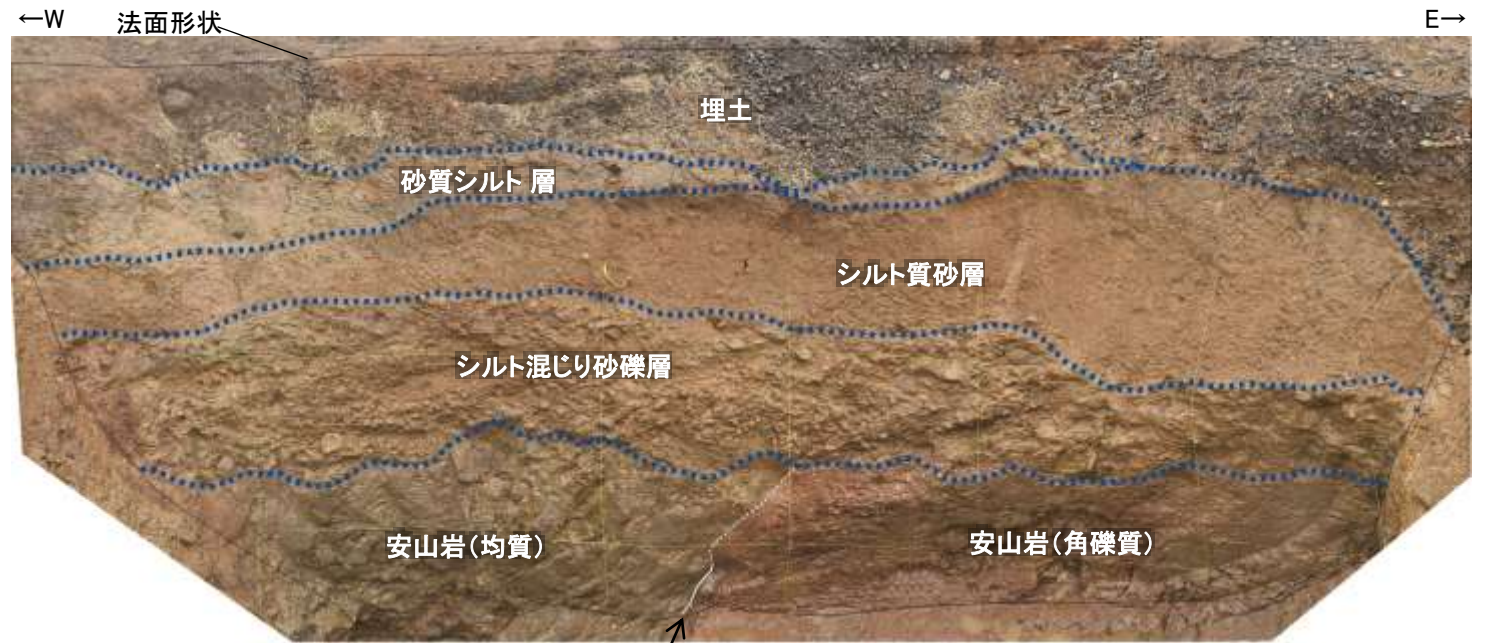 ←W
法面形状
E→
埋土
砂質シルト層
シルト質砂層
シルト混じり砂礫層
安山岩(均質)
安山岩(角礫質)